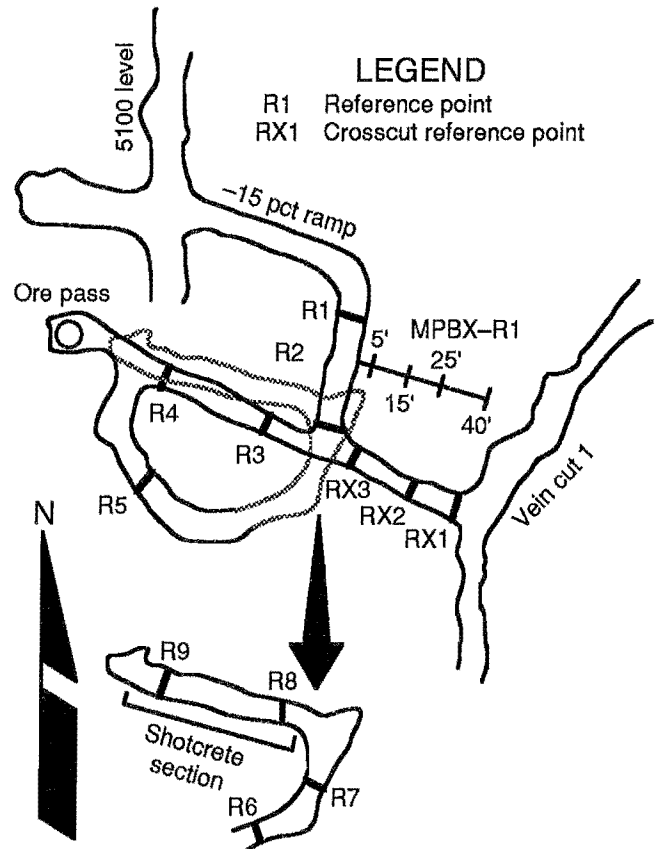 5100 level
LEGEND
R1 Reference point
RX1 Crosscut reference point
–15 pct ramp
Ore pass
R1
MPBX–R1
5'
25'
R2
15'
40'
R4
R3
RX3
R5
RX2
RX1
Vein cut 1
N
R9
R8
Shotcrete
section
R7
R6